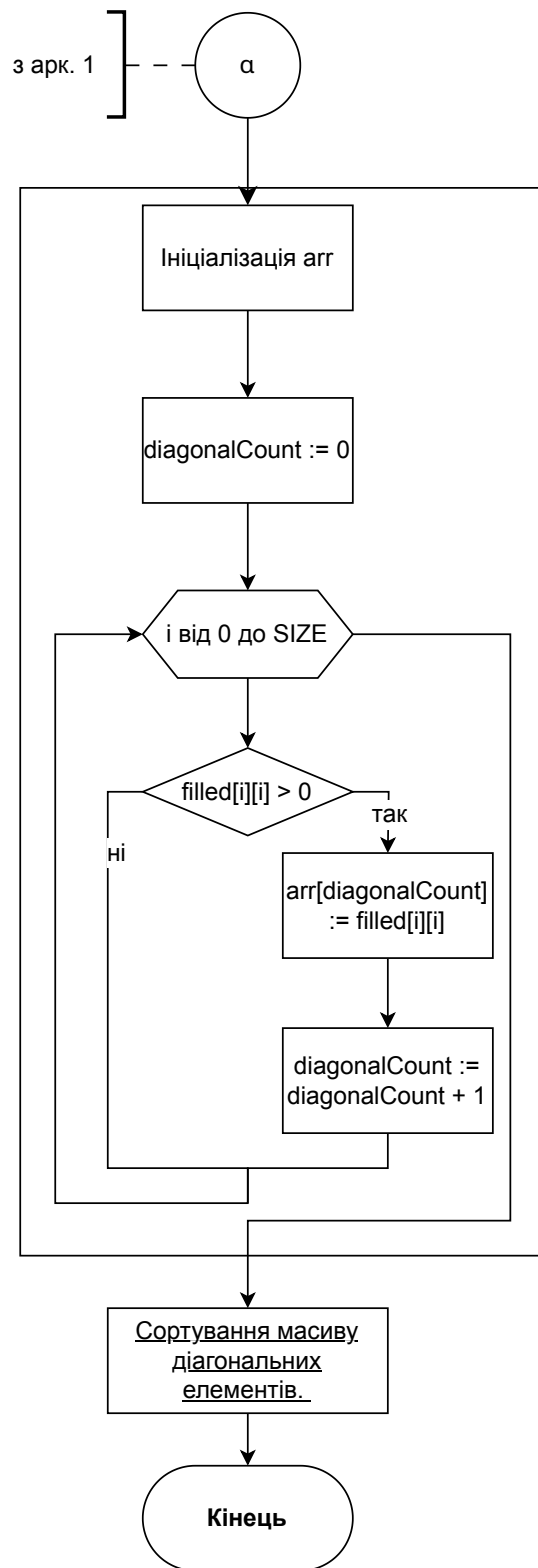 з арк. 1
α
Ініціалізація arr
diagonalCount := 0
і від 0 до SIZE
filled[i][i] > 0
так
ні
arr[diagonalCount]
:= filled[i][i]
diagonalCount :=
diagonalCount + 1
Сортування масиву
діагональних
елементів.
Кінець